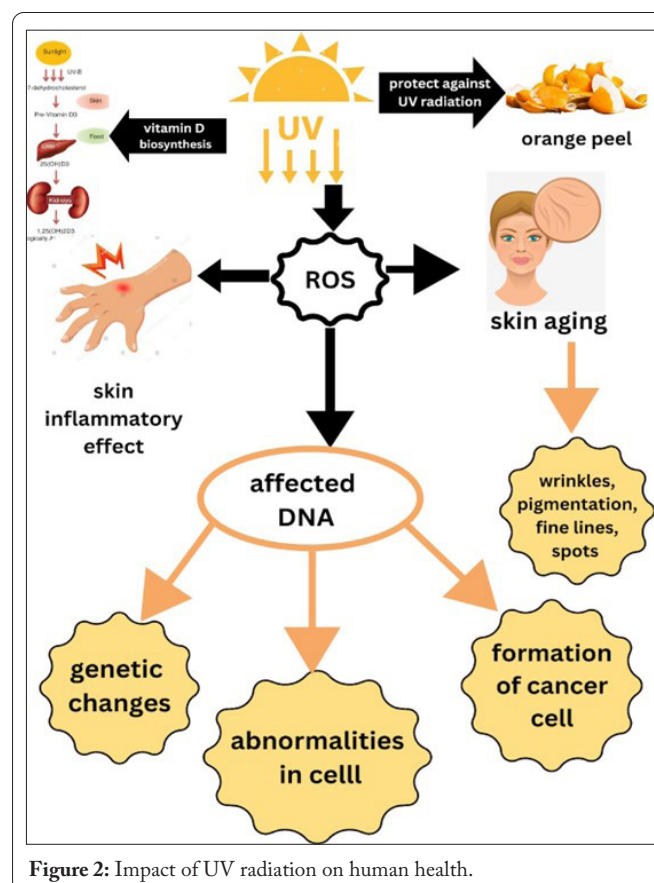 Sunlight
UV-B
7-dehydrocholesterol
Skin
Pre-Vitamin D3
Food
Liver
25(OH)D3
Kidneys
1,25(OH)2D3
vitamin D
biosynthesis
UV
protect against
UV radiation
orange peel
ROS
skin
inflammatory
effect
skin aging
wrinkles,
pigmentation,
fine lines,
spots
affected
DNA
genetic
changes
abnormalities
in celll
formation
of cancer
cell
Figure 2: Impact of UV radiation on human health.